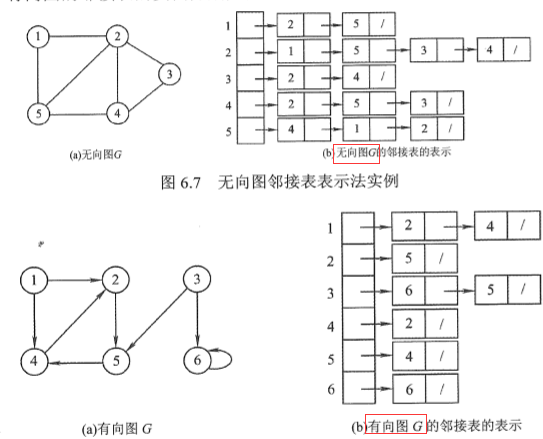 1 2 3 4 5
1 2 5 /
2 1 5 3 4 /
3 2 4 /
4 2 5 3 /
5 4 1 2 /
(a)无向图G
(b)无向图G的邻接表的表示
图 6.7 无向图邻接表表示法实例
1 2 3
4 5 6
1 2 4 /
2 5 /
3 6 5 /
4 2 /
5 4 /
6 6 /
(a)有向图 G
(b)有向图 G 的邻接表的表示